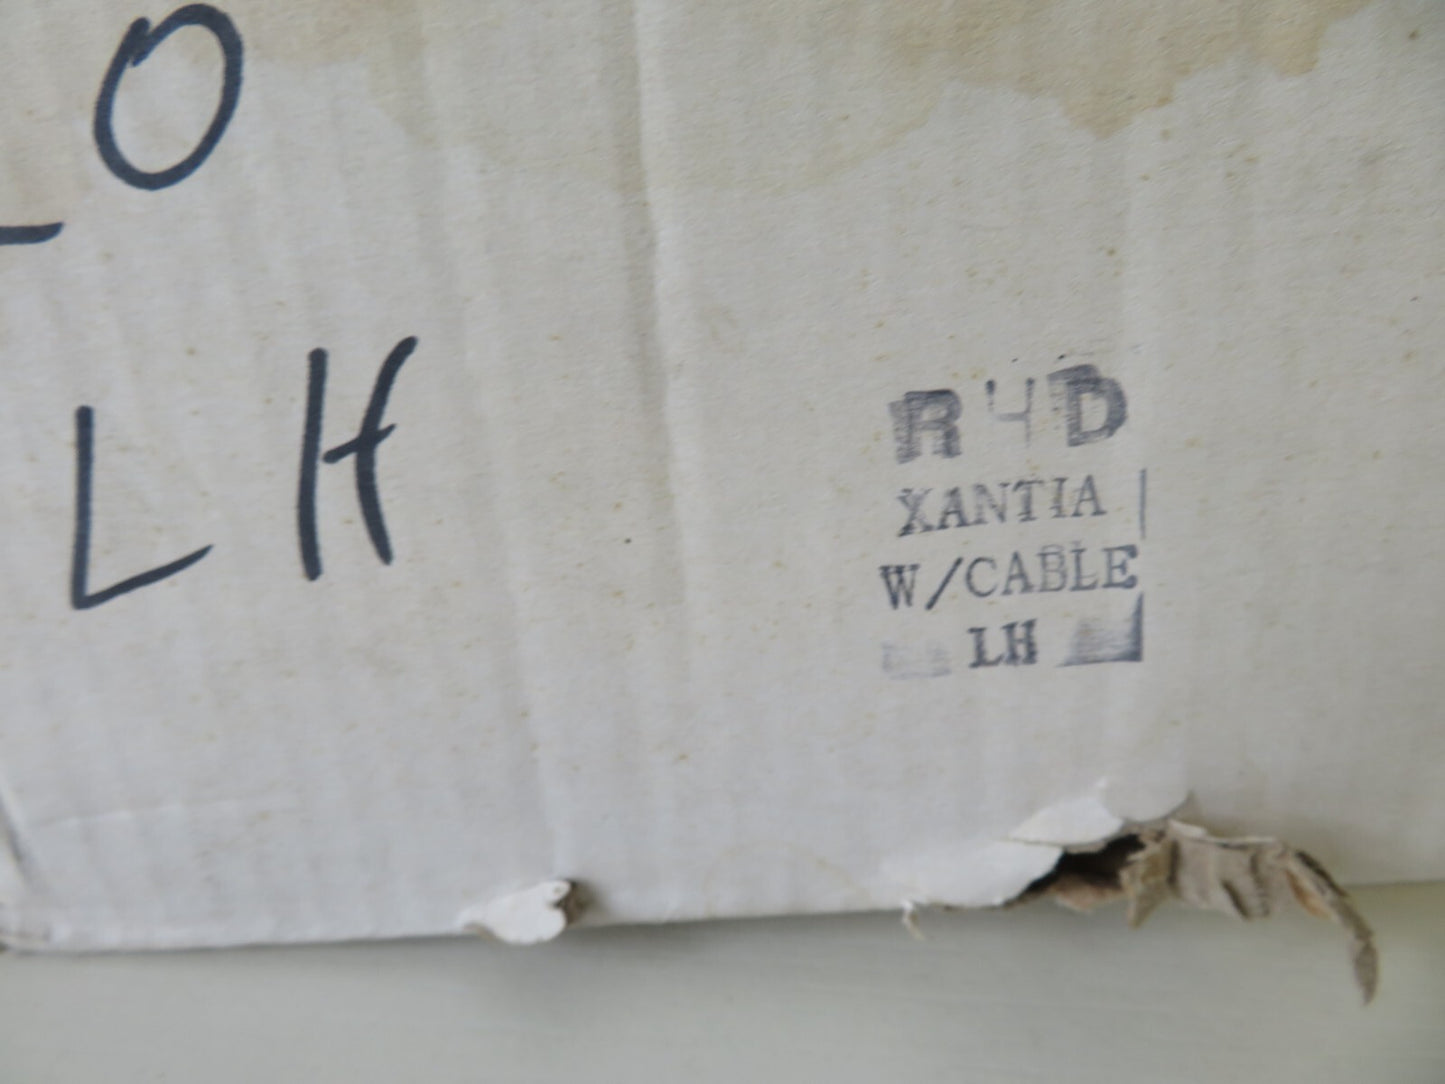 O
LH
R4D
XANTIA
W/CABLE
LH